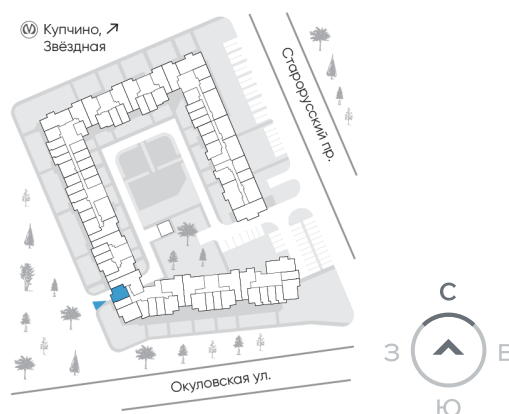 Купчино, ↗
Звёздная
Старорусский пр.
Окуловская ул.
С
З
В
Ю